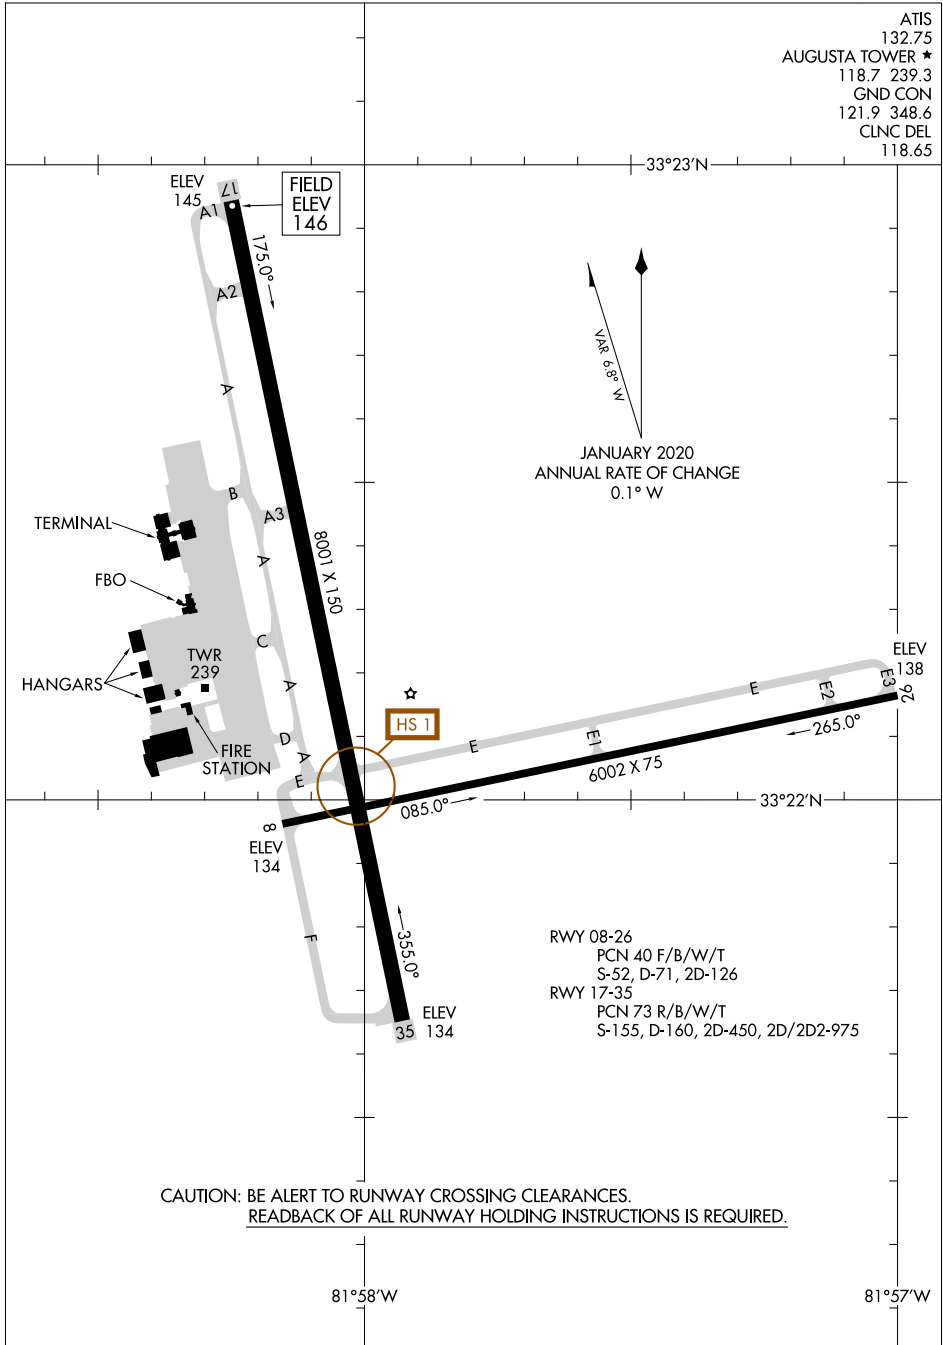 ATIS
132.75
AUGUSTA TOWER ★
118.7 239.3
GND CON
121.9 348.6
CLNC DEL
118.65
33°23'N
ELEV
145
17
FIELD
ELEV
146
A1
175.0°
A2
A
VAR 6.8° W
JANUARY 2020
ANNUAL RATE OF CHANGE
0.1° W
B
A3
TERMINAL
A
8001 X 150
FBO
C
TWR
239
HANGARS
A
ELEV
138
E
E2
E3
26
HS 1
265.0°
D
A
E
E1
FIRE
STATION
E
6002 X 75
085.0°
33°22'N
8
ELEV
134
F
355.0°
RWY 08-26
PCN 40 F/B/W/T
S-52, D-71, 2D-126
RWY 17-35
PCN 73 R/B/W/T
S-155, D-160, 2D-450, 2D/2D2-975
35
ELEV
134
CAUTION: BE ALERT TO RUNWAY CROSSING CLEARANCES.
READBACK OF ALL RUNWAY HOLDING INSTRUCTIONS IS REQUIRED.
81°58'W
81°57'W